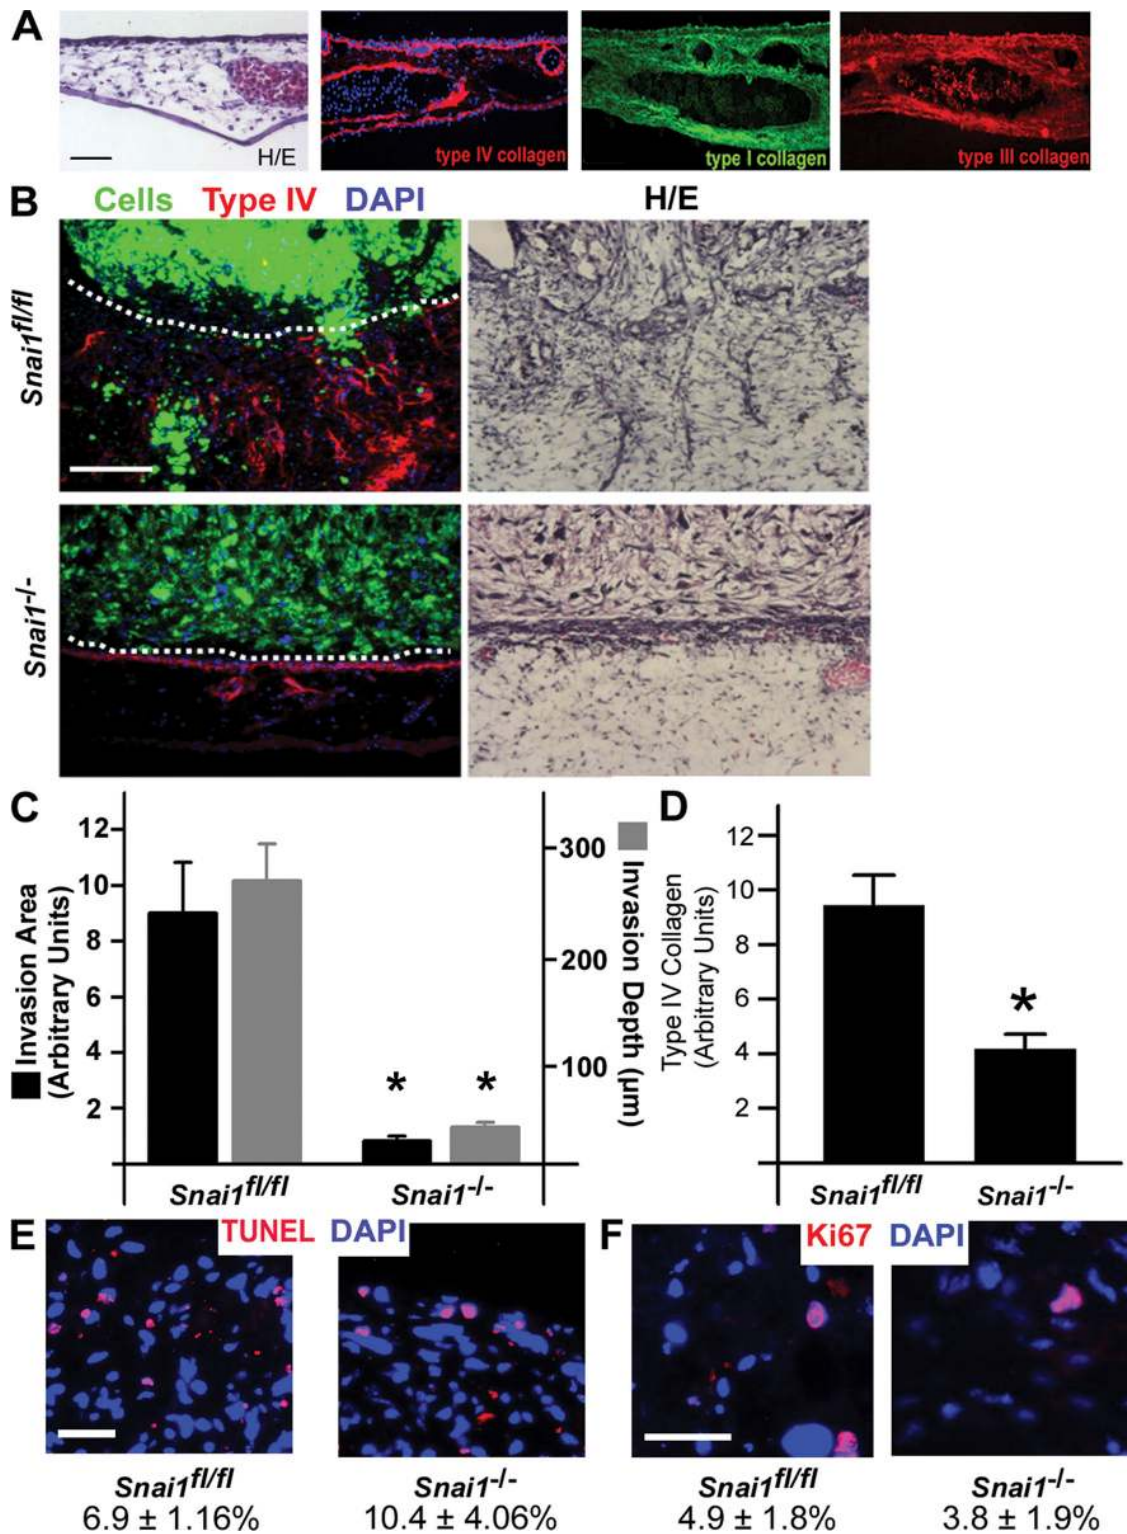 A
H/E
type IV collagen
type I collagen
type III collagen
B
Cells Type IV DAPI
H/E
Snai1fl/fl
Snai1-/-
C
Invasion Area
(Arbitrary Units)
12
10
8
6
4
2
300
200
100
Invasion Depth (µm)
* *
Snai1fl/fl
Snai1-/-
D
Type IV Collagen
(Arbitrary Units)
12
10
8
6
4
2
*
Snai1fl/fl
Snai1-/-
E
TUNEL DAPI
Snai1fl/fl
6.9 ± 1.16%
Snai1-/-
10.4 ± 4.06%
F
Ki67 DAPI
Snai1fl/fl
4.9 ± 1.8%
Snai1-/-
3.8 ± 1.9%